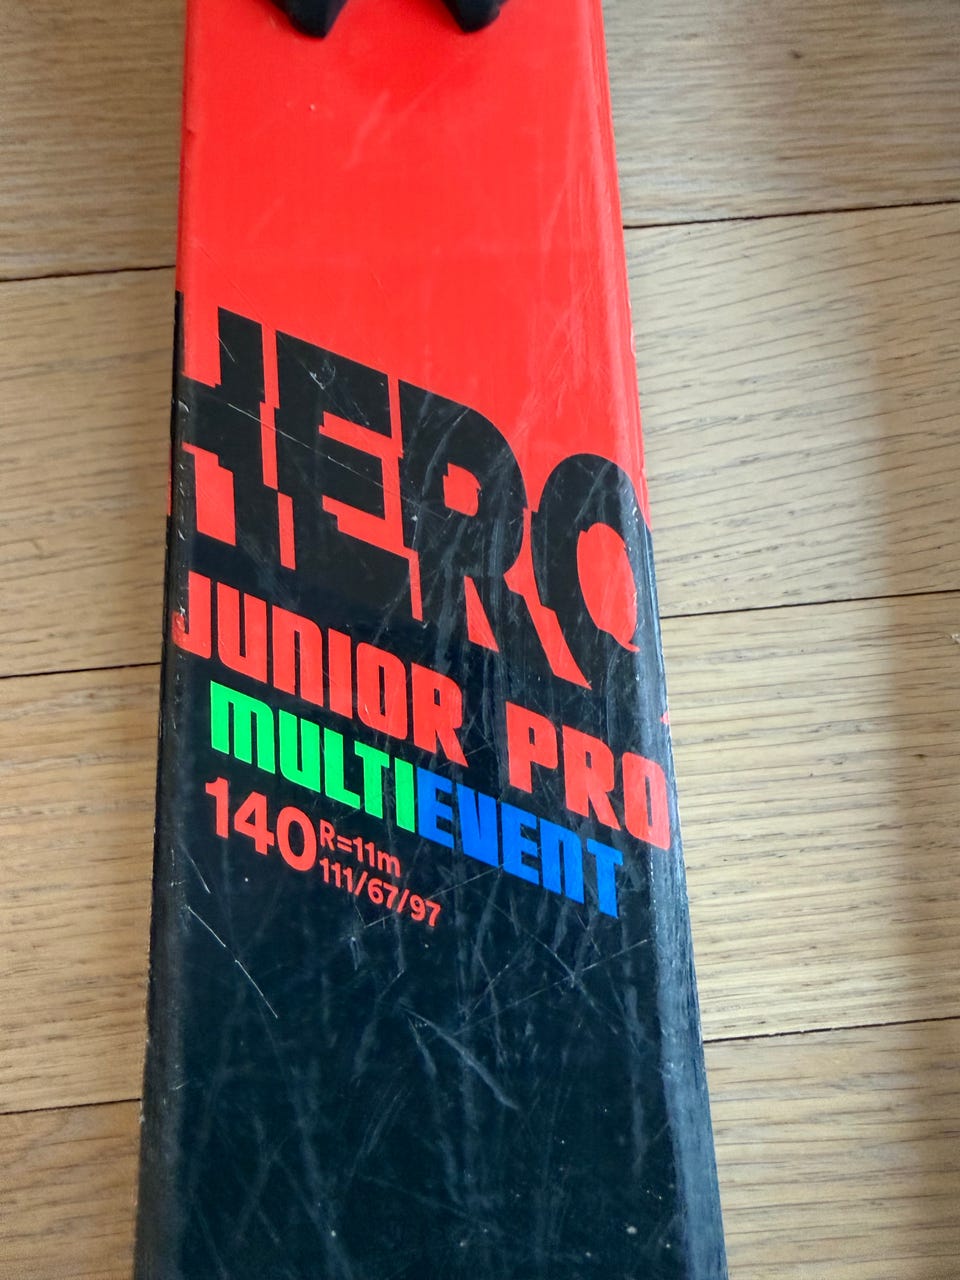 HERO
JUNIOR PRO
MULTIEVENT
140 R=11m
111/67/97